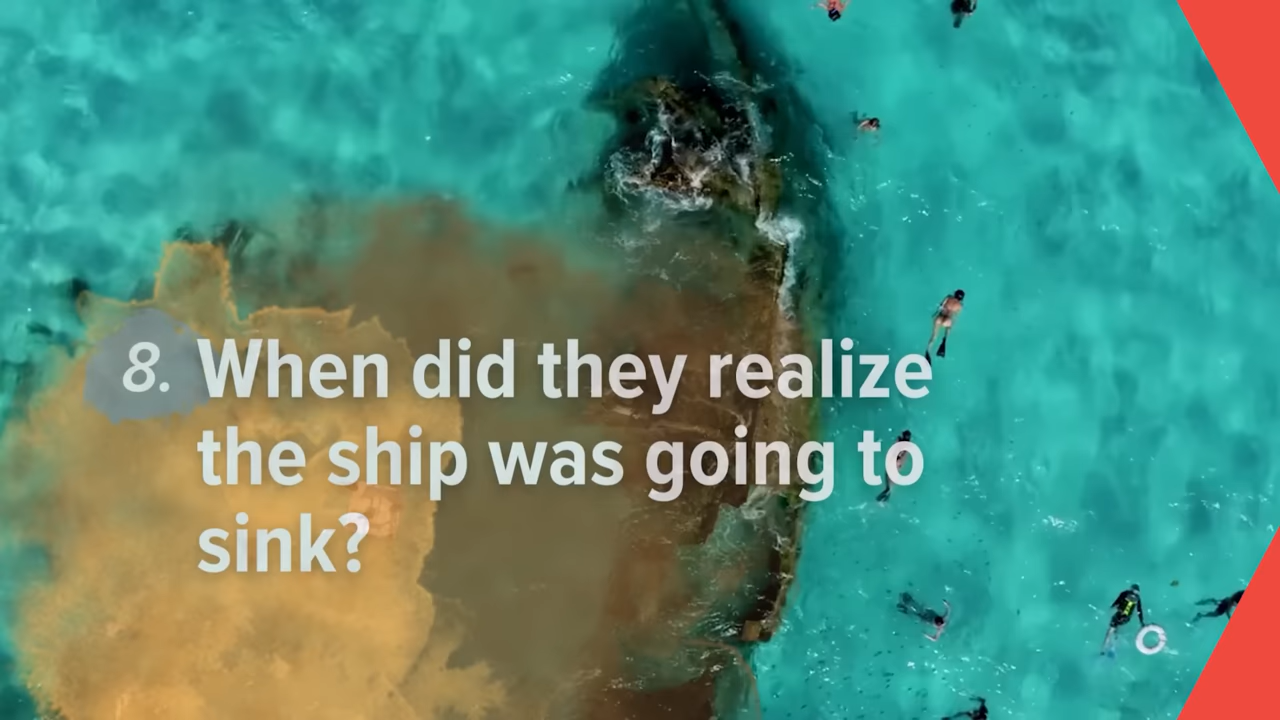 8. When did they realize
the ship was going to
sink?